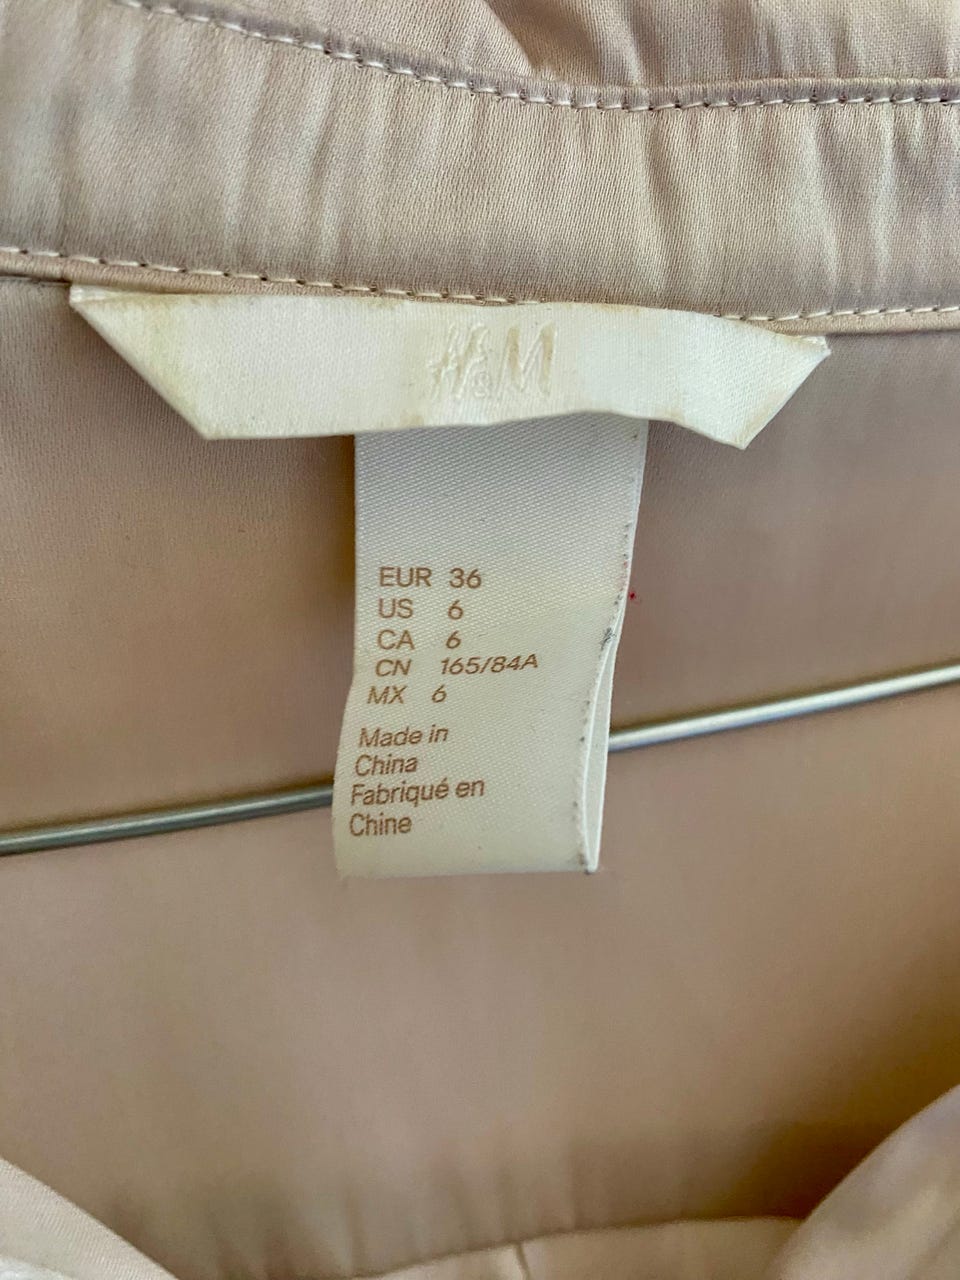 H&M
EUR 36
US 6
CA 6
CN 165/84A
MX 6
Made in
China
Fabriqué en
Chine